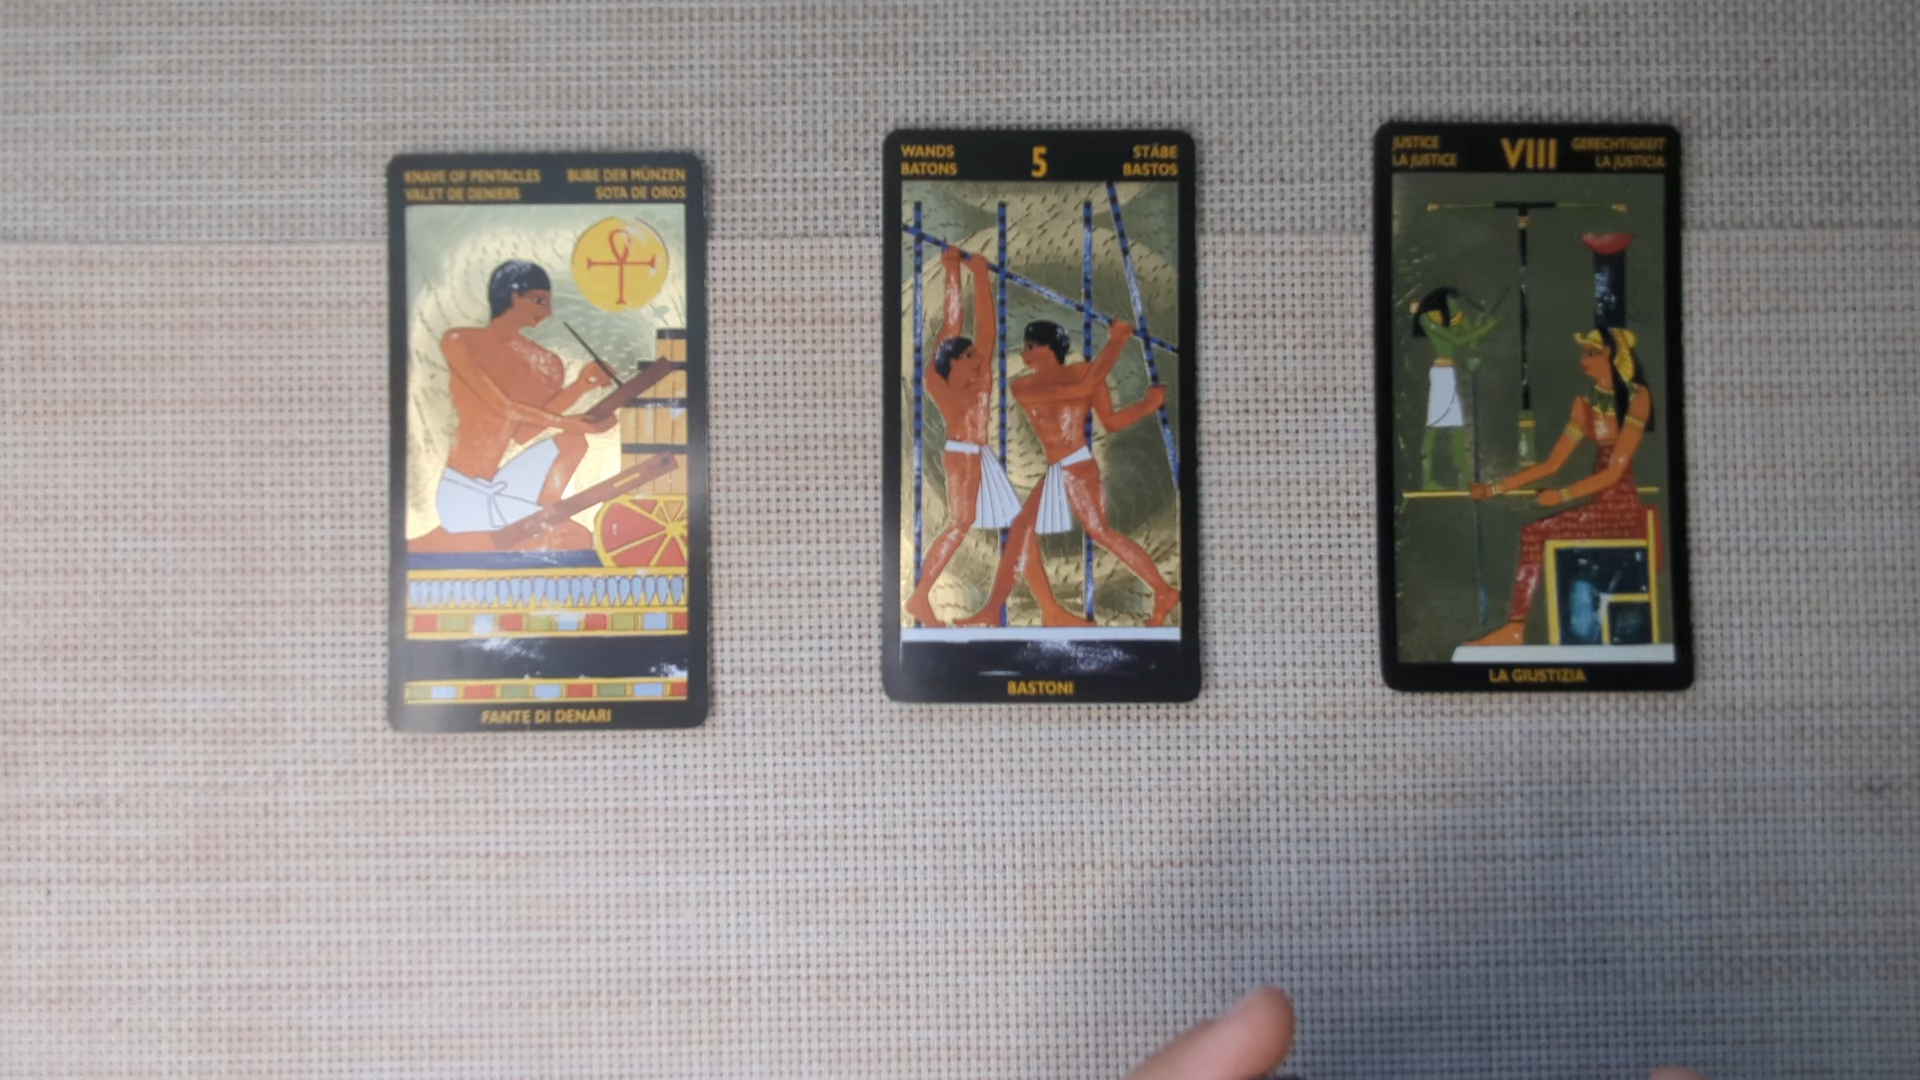 KNAVE OF PENTACLES
VALET DE DENIERS
BUBE DER MÜNZEN
SOTA DE OROS
FANTE DI DENARI
WANDS
BATONS
5
STÄBE
BASTOS
BASTONI
JUSTICE
LA JUSTICE
VIII
GERECHTIGKEIT
LA JUSTICIA
LA GIUSTIZIA